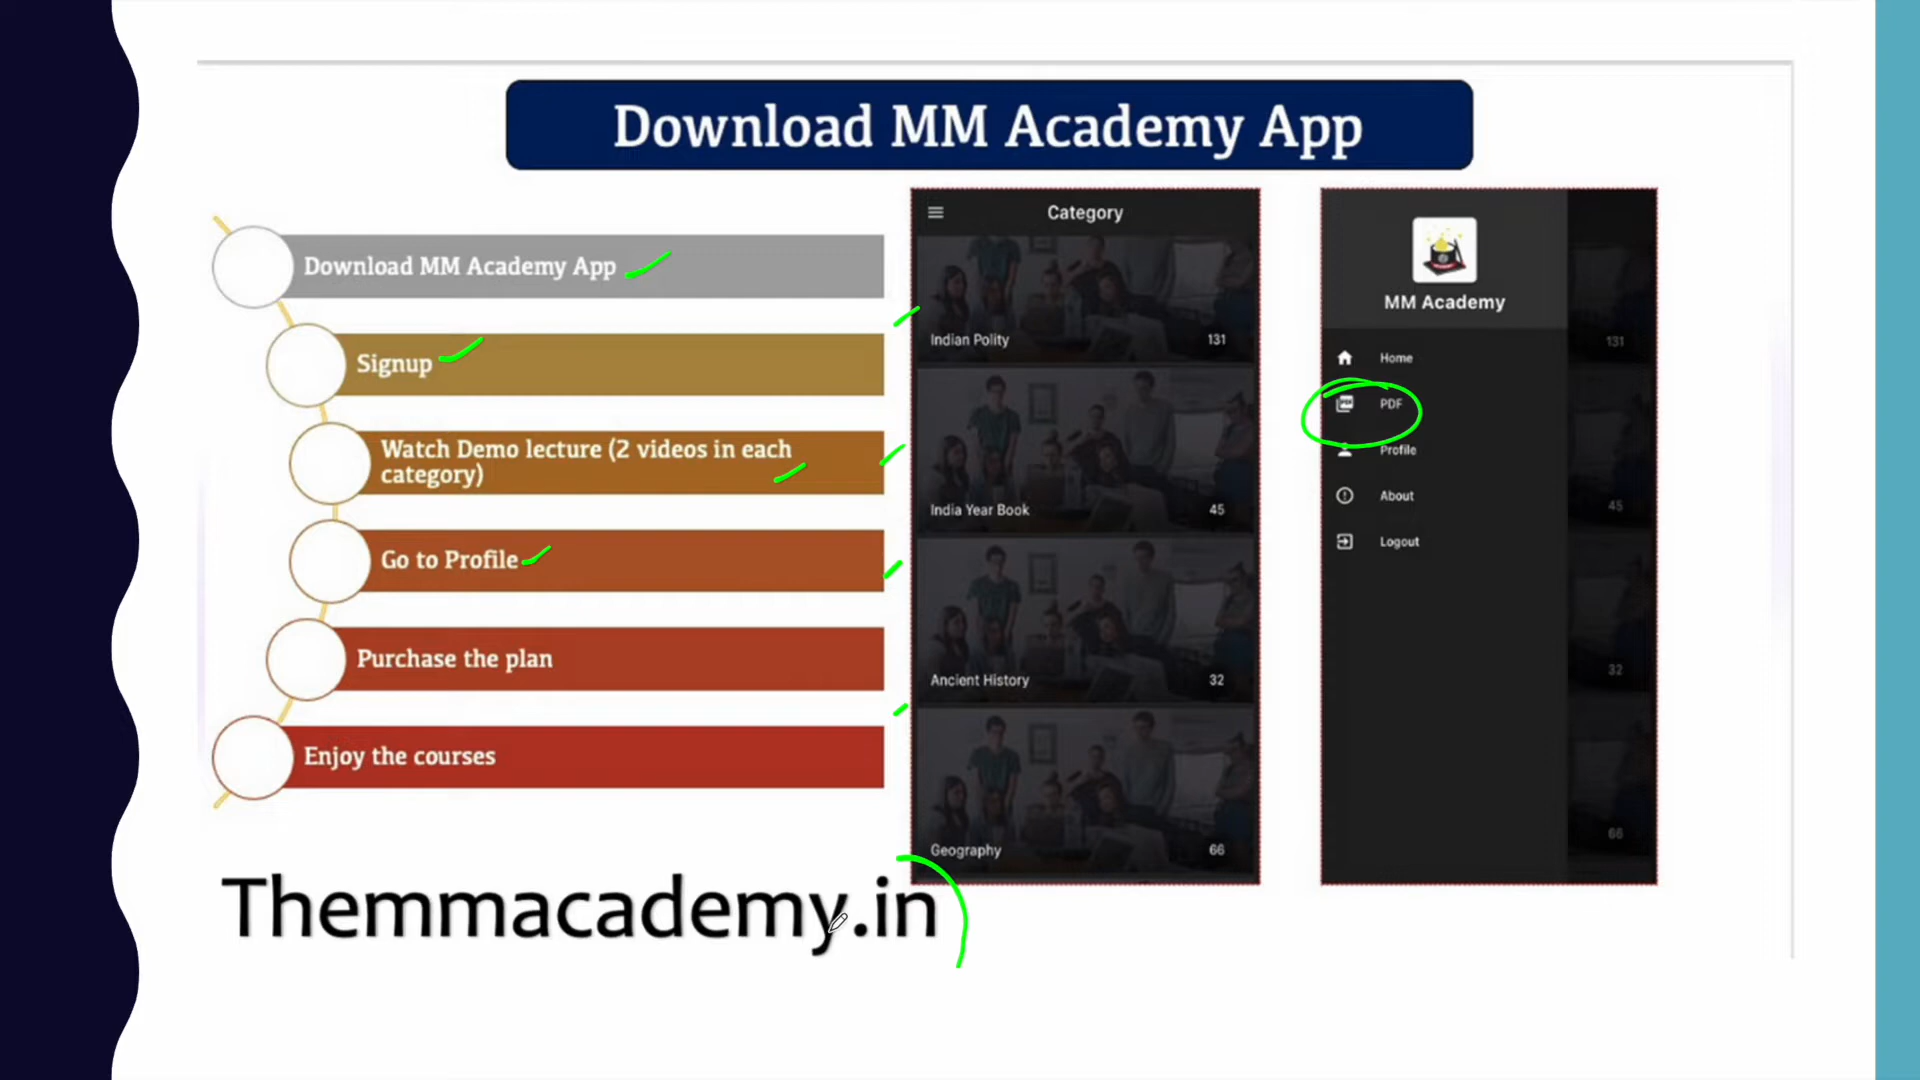 Download MM Academy App
Download MM Academy App
Signup
Watch Demo lecture (2 videos in each
category)
Go to Profile
Purchase the plan
Enjoy the courses
Themmacademy.in
Category
Indian Polity 131
India Year Book 45
Ancient History 32
Geography 66
MM Academy
Home
PDF
Profile
About
Logout
131
45
32
66